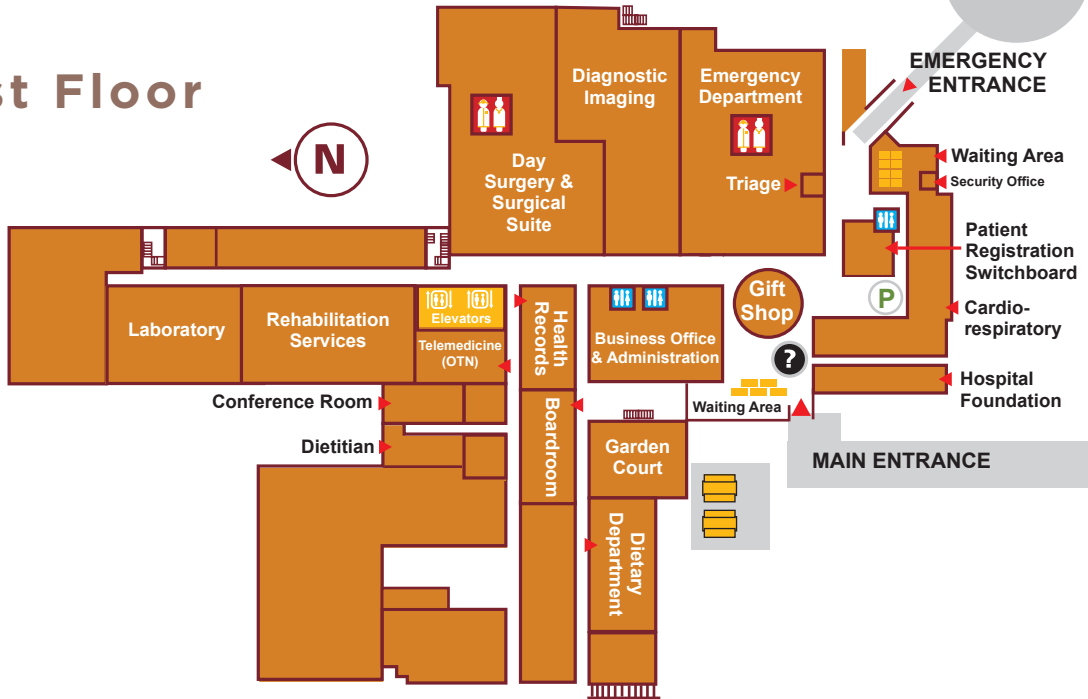 st Floor
N
Diagnostic
Imaging
Emergency
Department
EMERGENCY
ENTRANCE
Day
Surgery &
Surgical
Suite
Triage
Waiting Area
Security Office
Patient
Registration
Switchboard
P
Cardio-
respiratory
Gift
Shop
?
Hospital
Foundation
Laboratory
Rehabilitation
Services
Elevators
Telemedicine
(OTN)
Health
Records
Business Office
& Administration
Waiting Area
MAIN ENTRANCE
Conference Room
Dietitian
Boardroom
Garden
Court
Dietary
Department